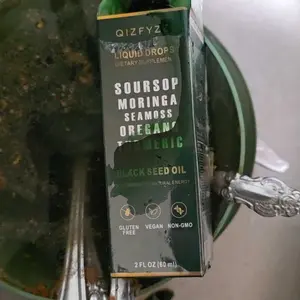 QIZFYZ
LIQUID DROPS
DIETARY SUPPLEMENT
SOURSOP
MORINGA
SEAMOSS
OREGANO
TURMERIC
BLACK SEED OIL
GLUTEN FREE
VEGAN
NON-GMO
2 FL OZ (60 ml)